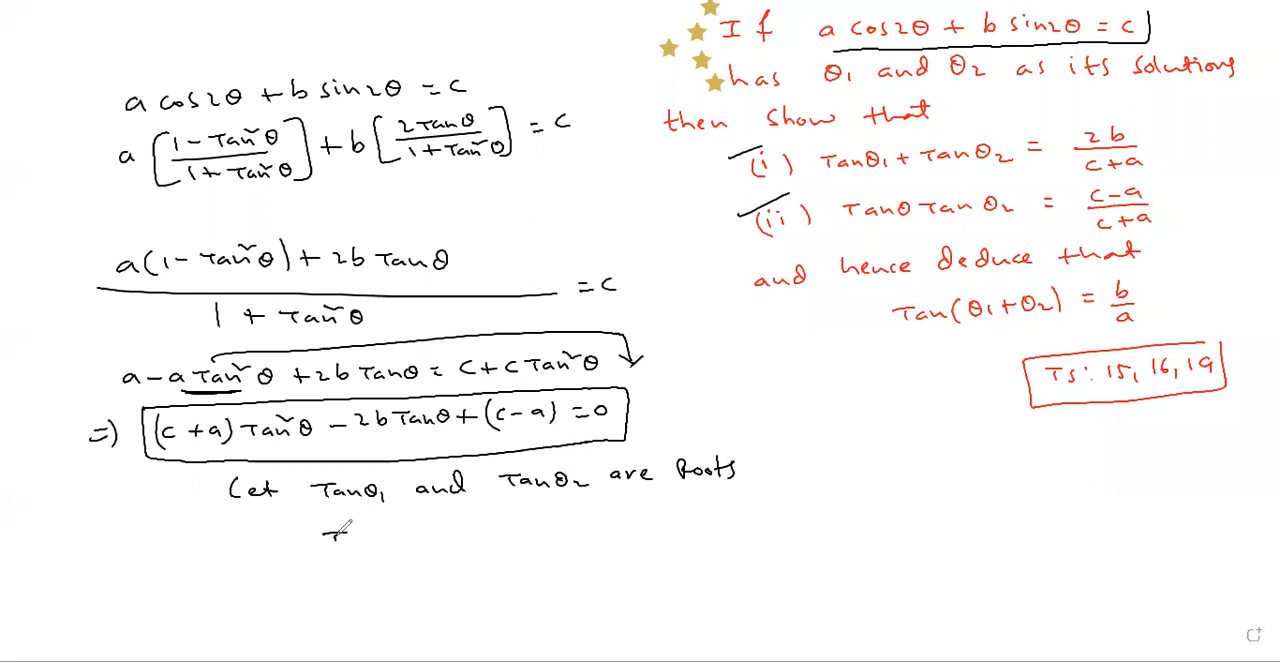 If a cos2θ + b sin2θ = c
has θ₁ and θ₂ as its solutions
then show that
(i) Tanθ₁ + Tanθ₂ = 2b/(c+a)
(ii) Tanθ Tanθ₂ = (c-a)/(c+a)
and hence deduce that
Tan(θ₁+θ₂) = b/a
TS: 15, 16, 19
a cos2θ + b sin2θ = c
a [(1 - Tan²θ)/(1 + Tan²θ)] + b [2Tanθ/(1 + Tan²θ)] = c
(a(1 - Tan²θ) + 2b Tanθ)/(1 + Tan²θ) = c
a - a Tan²θ + 2b Tanθ = c + c Tan²θ
⇒) (c + a) Tan²θ - 2b Tanθ + (c - a) = 0
Let Tanθ₁ and Tanθ₂ are Roots
T